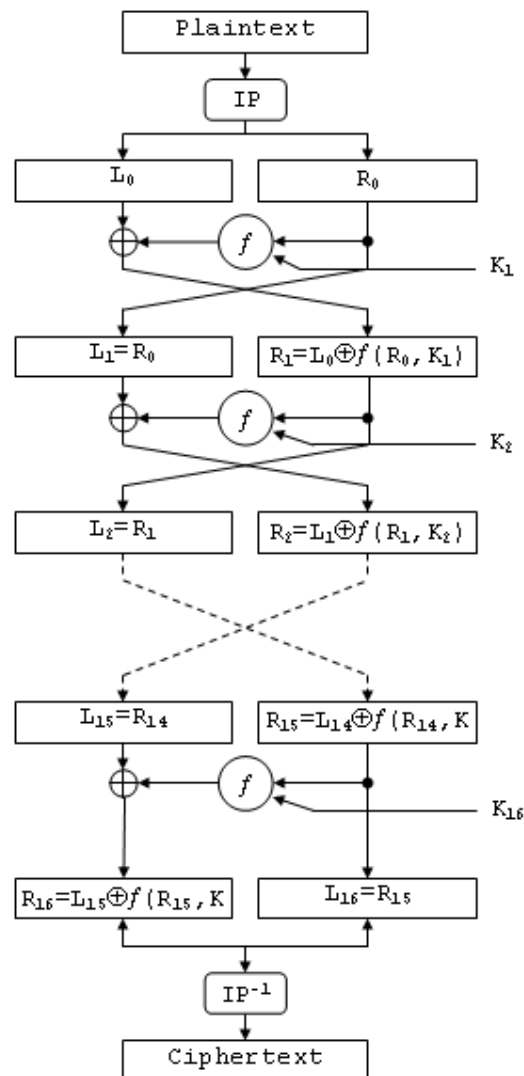 Plaintext
IP
L₀
R₀
f
K₁
L₁=R₀
R₁=L₀⊕f(R₀,K₁)
f
K₂
L₂=R₁
R₂=L₁⊕f(R₁,K₂)
L₁₅=R₁₄
R₁₅=L₁₄⊕f(R₁₄,K
f
K₁₆
R₁₆=L₁₅⊕f(R₁₅,K
L₁₆=R₁₅
IP⁻¹
Ciphertext